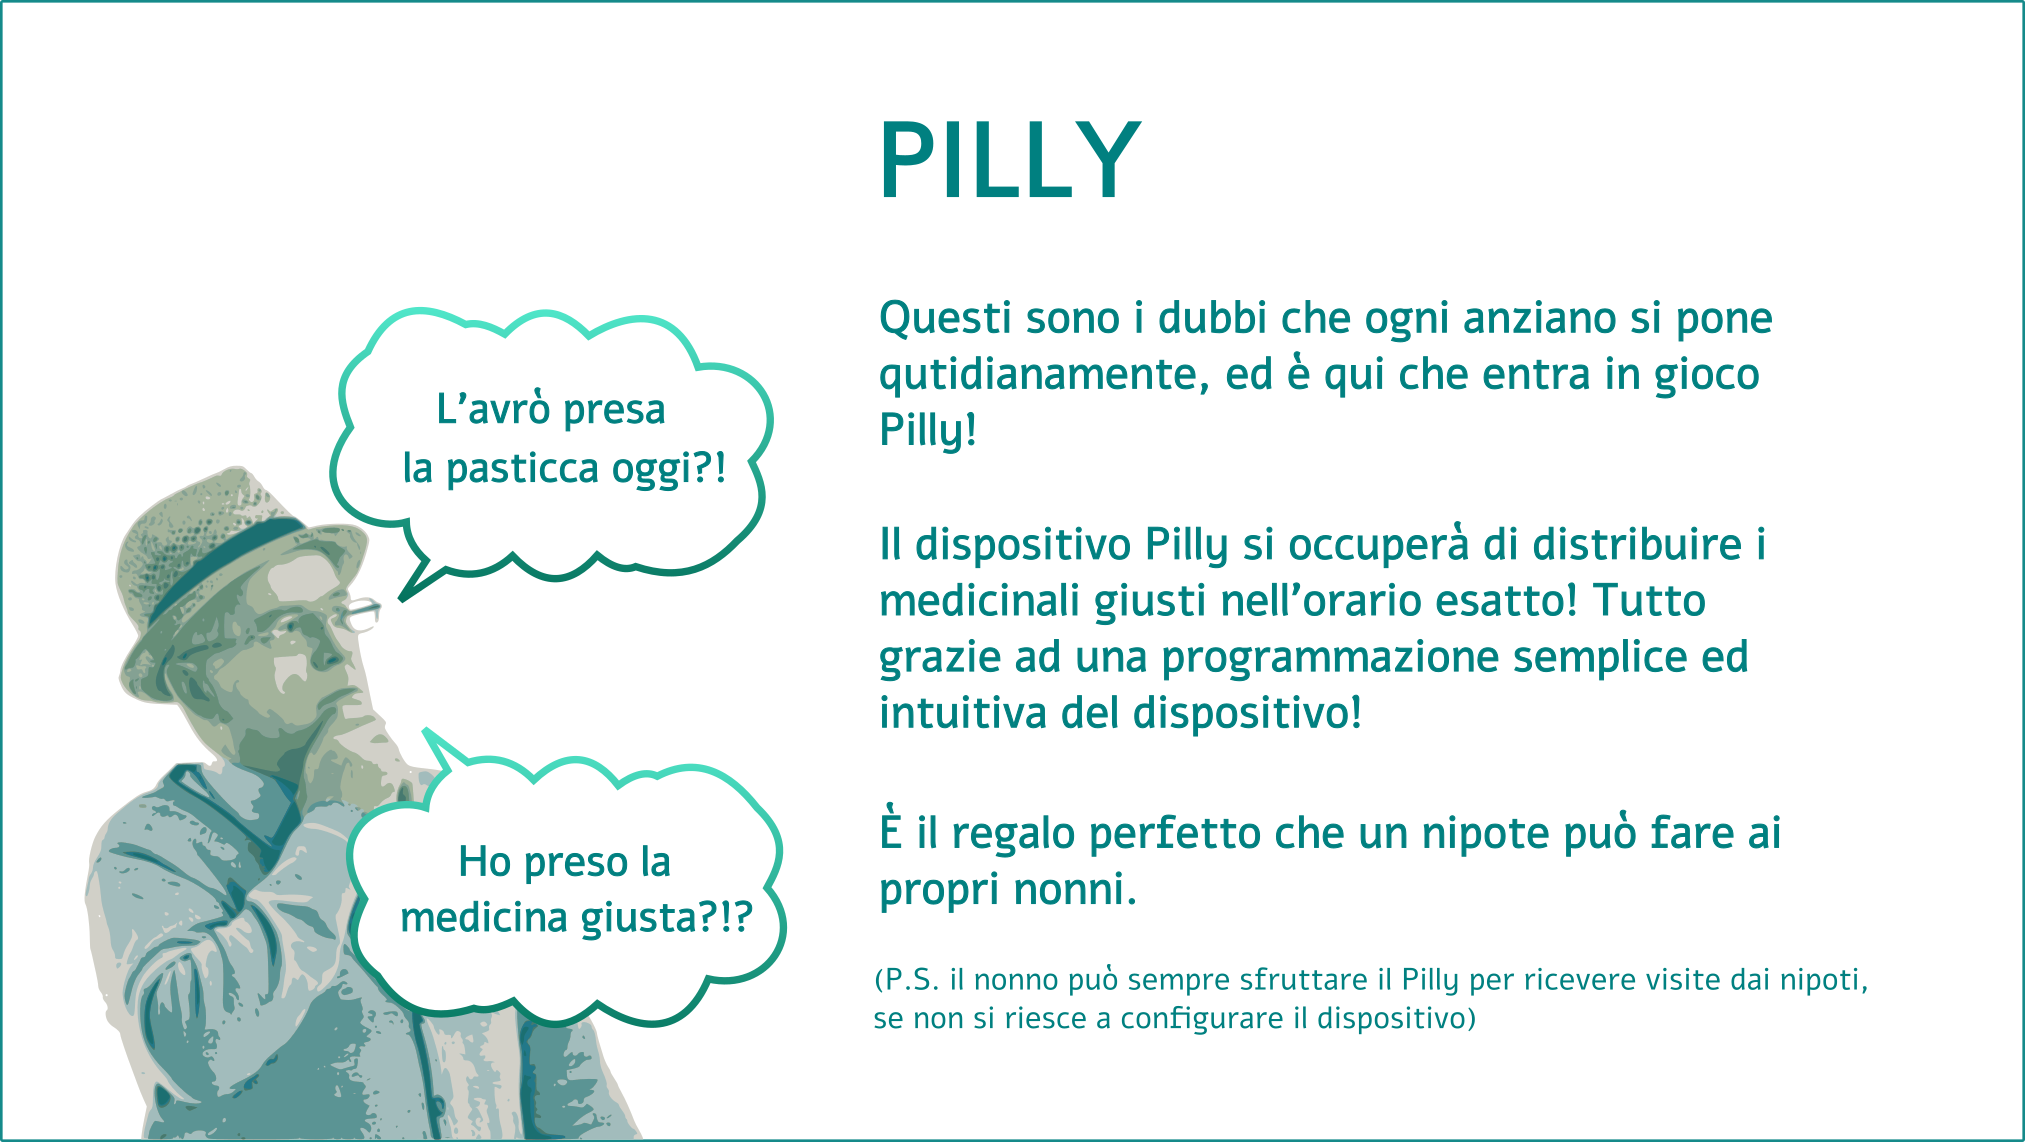 PILLY
L'avrò presa
la pasticca oggi?!
Ho preso la
medicina giusta?!?
Questi sono i dubbi che ogni anziano si pone
qutidianamente, ed è qui che entra in gioco
Pilly!
Il dispositivo Pilly si occuperà di distribuire i
medicinali giusti nell'orario esatto! Tutto
grazie ad una programmazione semplice ed
intuitiva del dispositivo!
È il regalo perfetto che un nipote può fare ai
propri nonni.
(P.S. il nonno può sempre sfruttare il Pilly per ricevere visite dai nipoti,
se non si riesce a configurare il dispositivo)